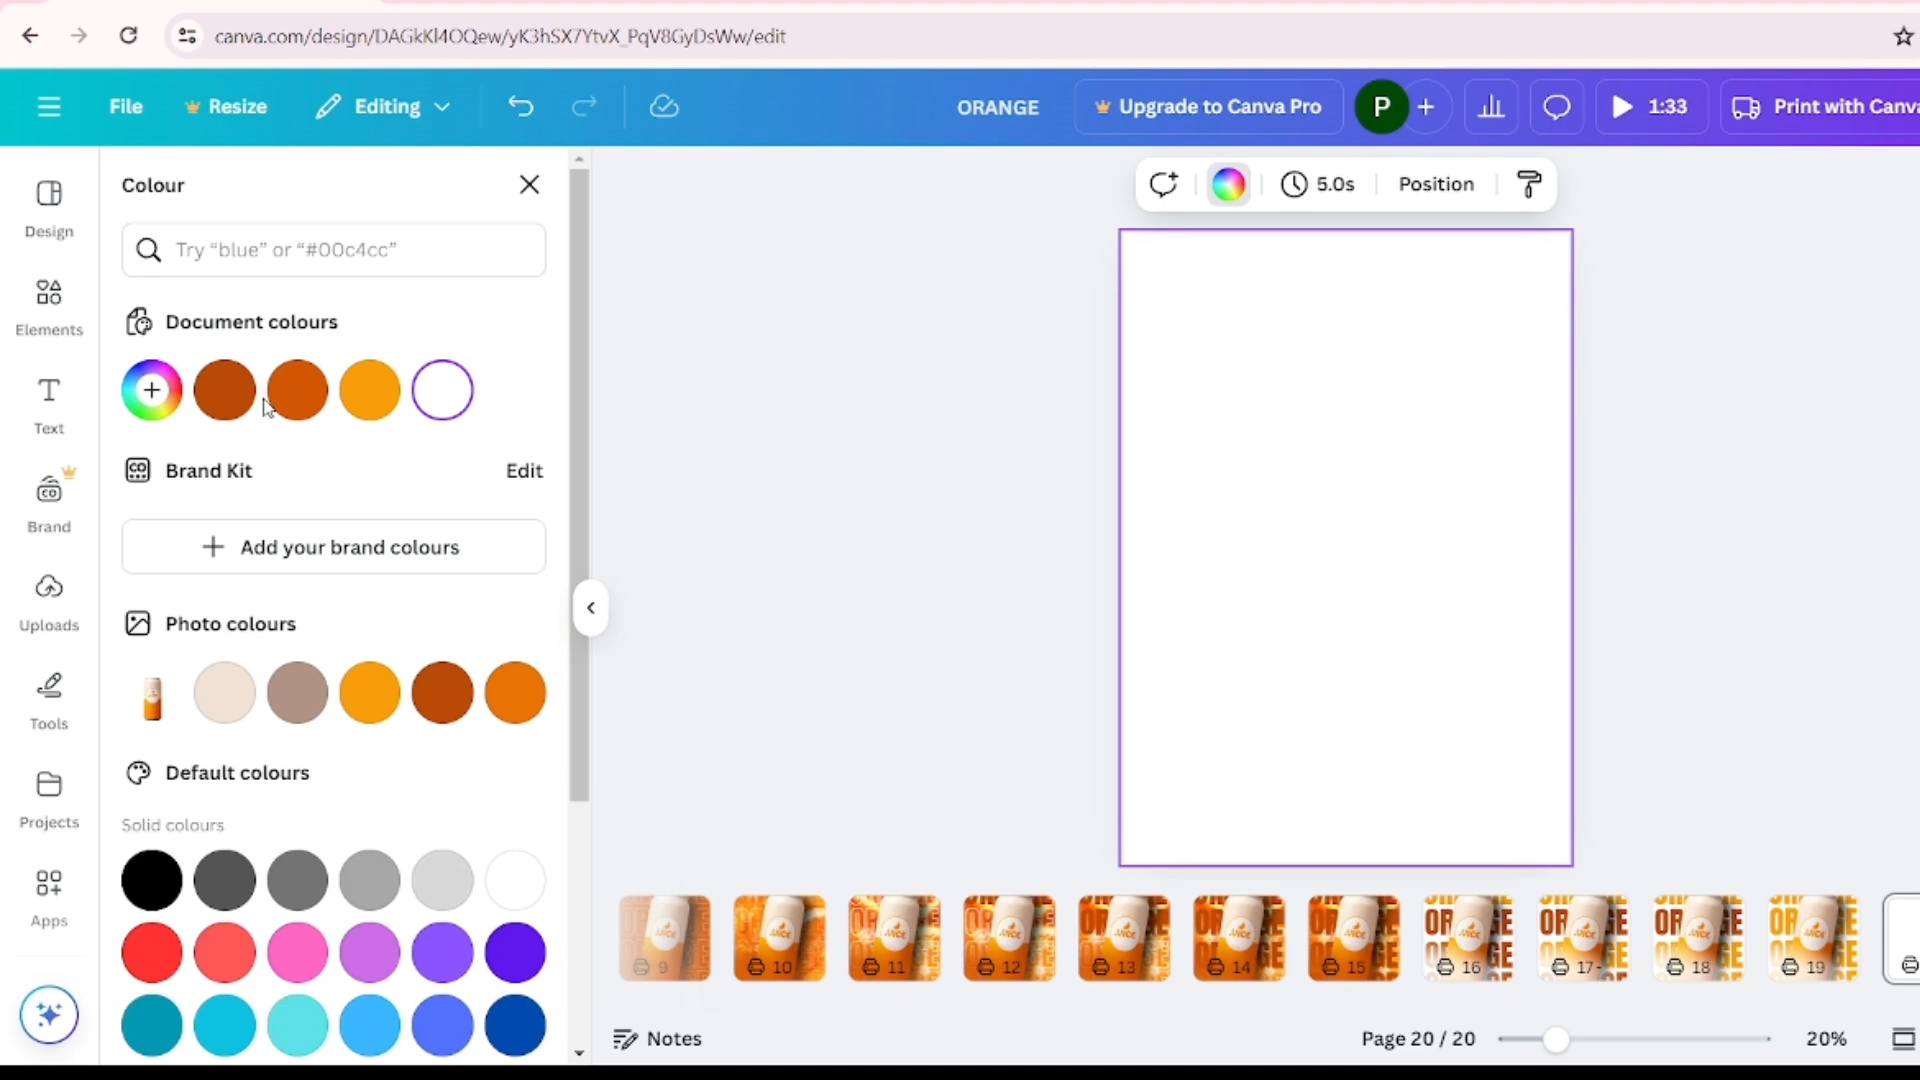 canva.com/design/DAGkKl4OQew/yK3hSX7YtvX_PqV8GyDsWw/edit
File
Resize
Editing
ORANGE
Upgrade to Canva Pro
P
1:33
Print with Canva
Design
Elements
Text
Brand
Uploads
Tools
Projects
Apps
Colour
Try “blue” or “#00c4cc”
Document colours
CO
Brand Kit
Edit
Add your brand colours
Photo colours
Default colours
Solid colours
5.0s
Position
9
10
11
12
13
14
15
16
17-
18
19
Notes
Page 20 / 20
20%